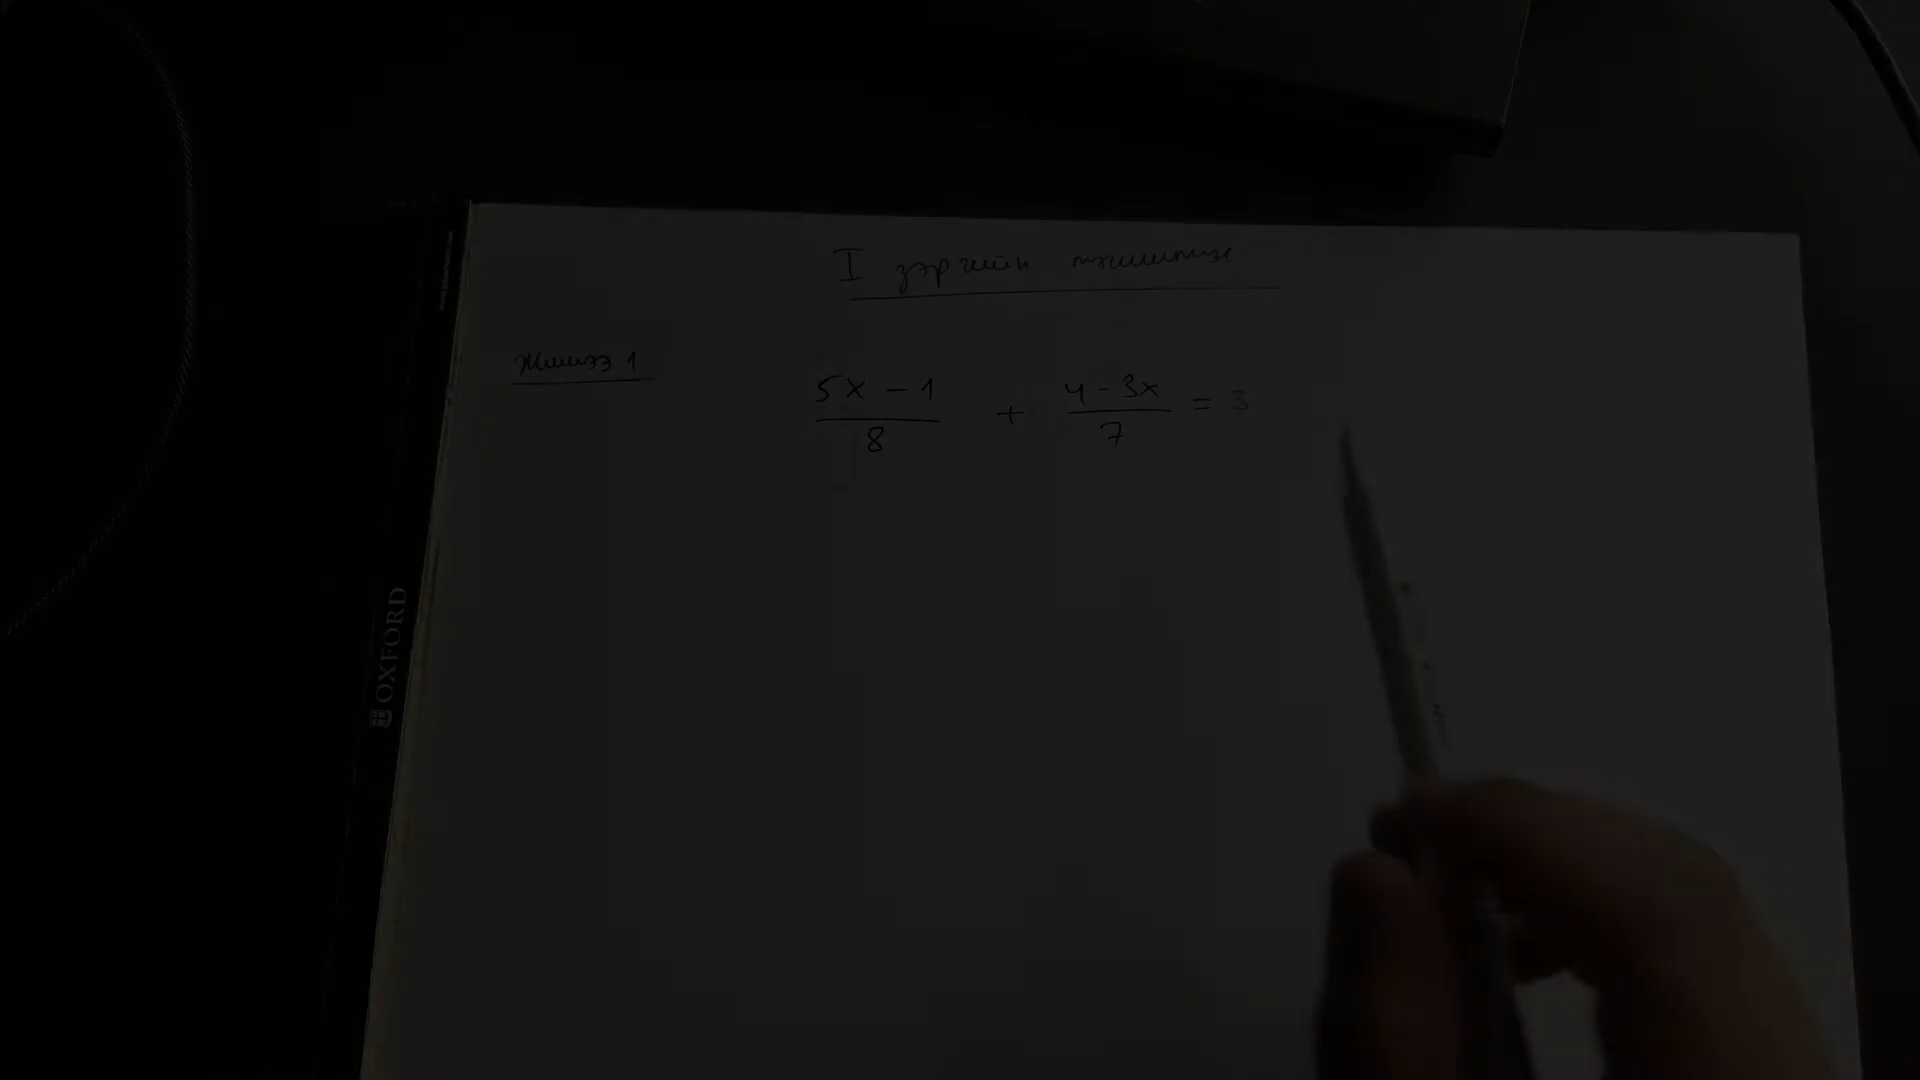 I зэргийн тэгшитгэл
Жишээ 1
5x - 1 / 8 + 4 - 3x / 7 = 3
OXFORD